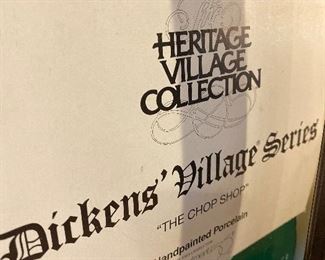 HERITAGE
VILLAGE
COLLECTION
Dickens' Village Series
"THE CHOP SHOP"
Handpainted Porcelain